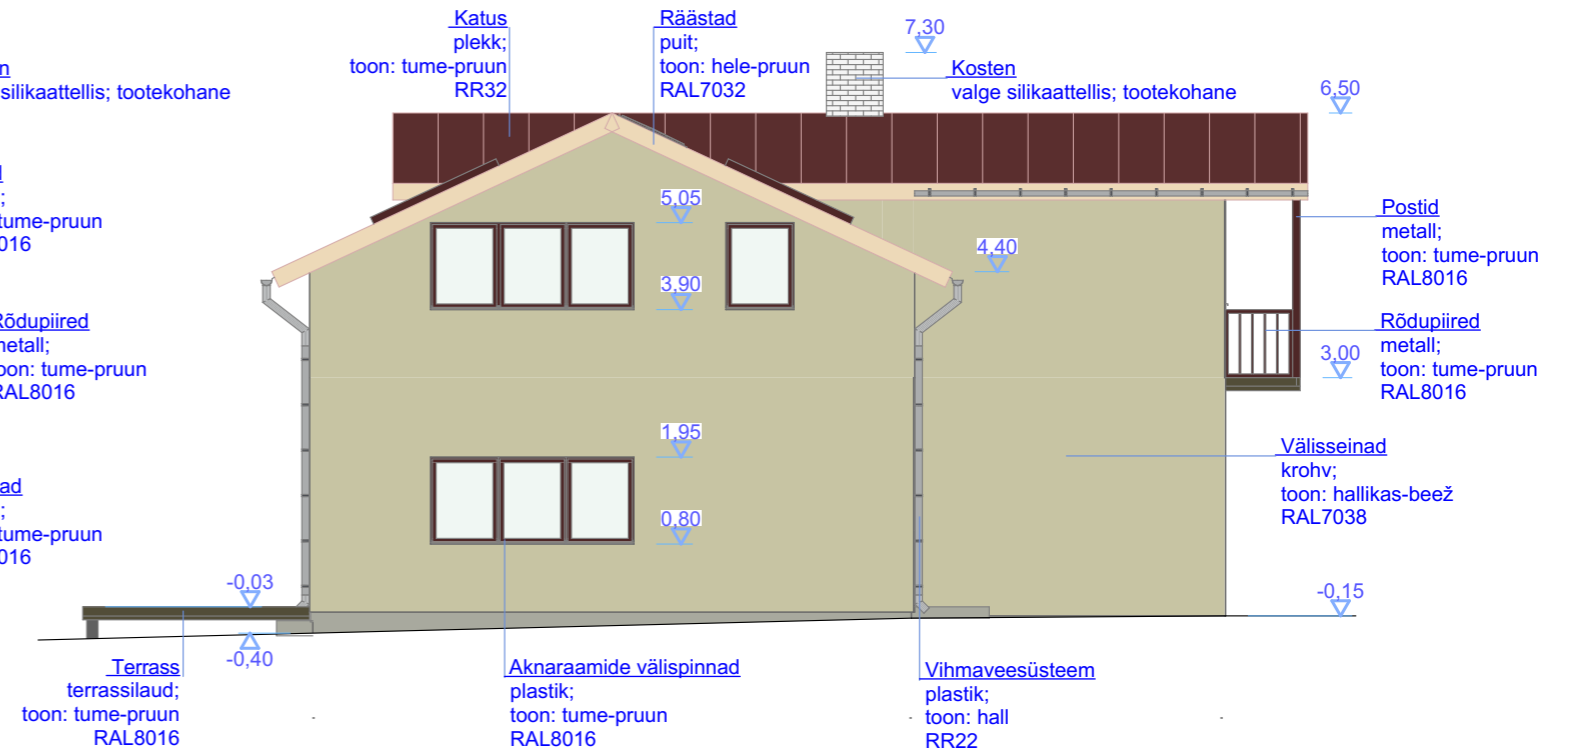 Katus
plekk;
toon: tume-pruun
RR32
Räästad
puit;
toon: hele-pruun
RAL7032
7,30
Kosten
valge silikaattellis; tootekohane
6,50
silikaattellis; tootekohane
tume-pruun
5,05
4,40
3,90
Postid
metall;
toon: tume-pruun
RAL8016
Rõdupiired
metall;
toon: tume-pruun
RAL8016
3,00
Rõdupiired
metall;
toon: tume-pruun
RAL8016
1,95
0,80
Välisseinad
krohv;
toon: hallikas-beež
RAL7038
tume-pruun
-0,03
-0,40
-0,15
Terrass
terrassilaud;
toon: tume-pruun
RAL8016
Aknaraamide välispinnad
plastik;
toon: tume-pruun
RAL8016
Vihmaveesüsteem
plastik;
toon: hall
RR22